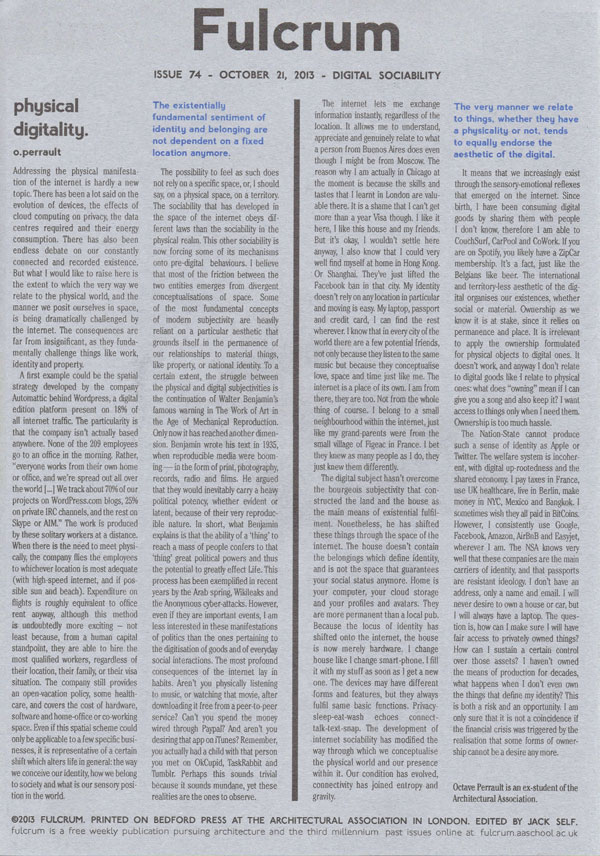 Fulcrum
ISSUE 74 - OCTOBER 21, 2013 - DIGITAL SOCIABILITY
physical
digitality.
o.perrault
Addressing the physical manifesta-
tion of the internet is hardly a new
topic. There has been a lot said on the
evolution of devices, the effects of
cloud computing on privacy, the data
centres required and their energy
consumption. There has also been
endless debate on our constantly
connected and recorded existence.
But what I would like to raise here is
the extent to which the very way we
relate to the physical world, and the
manner we posit ourselves in space,
is being dramatically challenged by
the internet. The consequences are
far from insignificant, as they funda-
mentally challenge things like work,
identity and property.
A first example could be the spatial
strategy developed by the company
Automattic behind Wordpress, a digital
edition platform present on 18% of
all internet traffic. The particularity is
that the company isn't actually based
anywhere. None of the 209 employees
go to an office in the morning. Rather,
"everyone works from their own home
or office, and we're spread out all over
the world [...] We track about 70% of our
projects on WordPress.com blogs, 25%
on private IRC channels, and the rest on
Skype or AIM." The work is produced
by these solitary workers at a distance.
When there is the need to meet physi-
cally, the company flies the employees
to whichever location is most adequate
(with high-speed internet, and if pos-
sible sun and beach). Expenditure on
flights is roughly equivalent to office
rent anyway, although this method
is undoubtedly more exciting – not
least because, from a human capital
standpoint, they are able to hire the
most qualified workers, regardless of
their location, their family, or their visa
situation. The company still provides
an open-vacation policy, some health-
care, and covers the cost of hardware,
software and home-office or co-working
space. Even if this spatial scheme could
only be applicable to a few specific busi-
nesses, it is representative of a certain
shift which alters life in general: the way
we conceive our identity, how we belong
to society and what is our sensory posi-
tion in the world.
The existentially
fundamental sentiment of
identity and belonging are
not dependent on a fixed
location anymore.
The possibility to feel as such does
not rely on a specific space, or, I should
say, on a physical space, on a territory.
The sociability that has developed in
the space of the internet obeys dif-
ferent laws than the sociability in the
physical realm. This other sociability is
now forcing some of its mechanisms
onto pre-digital behaviours. I believe
that most of the friction between the
two entities emerges from divergent
conceptualisations of space. Some
of the most fundamental concepts
of modern subjectivity are heavily
reliant on a particular aesthetic that
grounds itself in the permanence of
our relationships to material things,
like property, or national identity. To a
certain extent, the struggle between
the physical and digital subjectivities is
the continuation of Walter Benjamin's
famous warning in The Work of Art in
the Age of Mechanical Reproduction.
Only now it has reached another dimen-
sion. Benjamin wrote his text in 1935,
when reproducible media were boom-
ing — in the form of print, photography,
records, radio and films. He argued
that they would inevitably carry a heavy
political potency, whether evident or
latent, because of their very reproduc-
ible nature. In short, what Benjamin
explains is that the ability of a 'thing' to
reach a mass of people confers to that
'thing' great political powers and thus
the potential to greatly effect Life. This
process has been exemplified in recent
years by the Arab spring, Wikileaks and
the Anonymous cyber-attacks. However,
even if they are important events, I am
less interested in these manifestations
of politics than the ones pertaining to
the digitisation of goods and of everyday
social interactions. The most profound
consequences of the internet lay in
habits. Aren't you physically listening
to music, or watching that movie, after
downloading it free from a peer-to-peer
service? Can't you spend the money
wired through Paypal? And aren't you
desiring that app on iTunes? Remember,
you actually had a child with that person
you met on OkCupid, TaskRabbit and
Tumblr. Perhaps this sounds trivial
because it sounds mundane, yet these
realities are the ones to observe.
The internet lets me exchange
information instantly, regardless of the
location. It allows me to understand,
appreciate and genuinely relate to what
a person from Buenos Aires does even
though I might be from Moscow. The
reason why I am actually in Chicago at
the moment is because the skills and
tastes that I learnt in London are valu-
able there. It is a shame that I can't get
more than a year Visa though. I like it
here, I like this house and my friends.
But it's okay, I wouldn't settle here
anyway, I also know that I could very
well find myself at home in Hong Kong.
Or Shanghai. They've just lifted the
Facebook ban in that city. My identity
doesn't rely on any location in particular
and moving is easy. My laptop, passport
and credit card, I can find the rest
wherever. I know that in every city of the
world there are a few potential friends,
not only because they listen to the same
music but because they conceptualise
love, space and time just like me. The
internet is a place of its own. I am from
there, they are too. Not from the whole
thing of course. I belong to a small
neighbourhood within the internet, just
like my grand-parents were from the
small village of Figeac in France. I bet
they knew as many people as I do, they
just knew them differently.
The digital subject hasn't overcome
the bourgeois subjectivity that con-
structed the land and the house as
the main means of existential fulfil-
ment. Nonetheless, he has shifted
these things through the space of the
internet. The house doesn't contain
the belongings which define identity,
and is not the space that guarantees
your social status anymore. Home is
your computer, your cloud storage
and your profiles and avatars. They
are more permanent than a local pub.
Because the locus of identity has
shifted onto the internet, the house
is now merely hardware. I change
house like I change smart-phone. I fill
it with my stuff as soon as I get a new
one. The devices may have different
forms and features, but they always
fulfil same basic functions. Privacy-
sleep-eat-wash echoes connect-
talk-text-snap. The development of
internet sociability has modified the
way through which we conceptualise
the physical world and our presence
within it. Our condition has evolved,
connectivity has joined entropy and
gravity.
The very manner we relate
to things, whether they have
a physicality or not, tends
to equally endorse the
aesthetic of the digital.
It means that we increasingly exist
through the sensory-emotional reflexes
that emerged on the internet. Since
birth, I have been consuming digital
goods by sharing them with people
I don't know, therefore I am able to
CouchSurf, CarPool and CoWork. If you
are on Spotify, you likely have a ZipCar
membership. It's a fact, just like the
Belgians like beer. The international
and territory-less aesthetic of the dig-
ital organises our existences, whether
social or material. Ownership as we
know it is at stake, since it relies on
permanence and place. It is irrelevant
to apply the ownership formulated
for physical objects to digital ones. It
doesn't work, and anyway I don't relate
to digital goods like I relate to physical
ones: what does "owning" mean if I can
give you a song and also keep it? I want
access to things only when I need them.
Ownership is too much hassle.
The Nation-State cannot produce
such a sense of identity as Apple or
Twitter. The welfare system is incoher-
ent, with digital up-rootedness and the
shared economy. I pay taxes in France,
use UK healthcare, live in Berlin, make
money in NYC, Mexico and Bangkok. I
sometimes wish they all paid in BitCoins.
However, I consistently use Google,
Facebook, Amazon, AirBnB and Easyjet,
wherever I am. The NSA knows very
well that these companies are the main
carriers of identity, and that passports
are resistant ideology. I don't have an
address, only a name and email. I will
never desire to own a house or car, but
I will always have a laptop. The ques-
tion is, how can I make sure I will have
fair access to privately owned things?
How can I sustain a certain control
over those assets? I haven't owned
the means of production for decades,
what happens when I don't even own
the things that define my identity? This
is both a risk and an opportunity. I am
only sure that is not a coincidence if
the financial crisis was triggered by the
realisation that some forms of owner-
ship cannot be a desire any more.
Octave Perrault is an ex-student of the
Architectural Association.
©2013 FULCRUM. PRINTED ON BEDFORD PRESS AT THE ARCHITECTURAL ASSOCIATION IN LONDON. EDITED BY JACK SELF.
fulcrum is a free weekly publication pursuing architecture and the third millennium. past issues online at fulcrum.aaschool.ac.uk